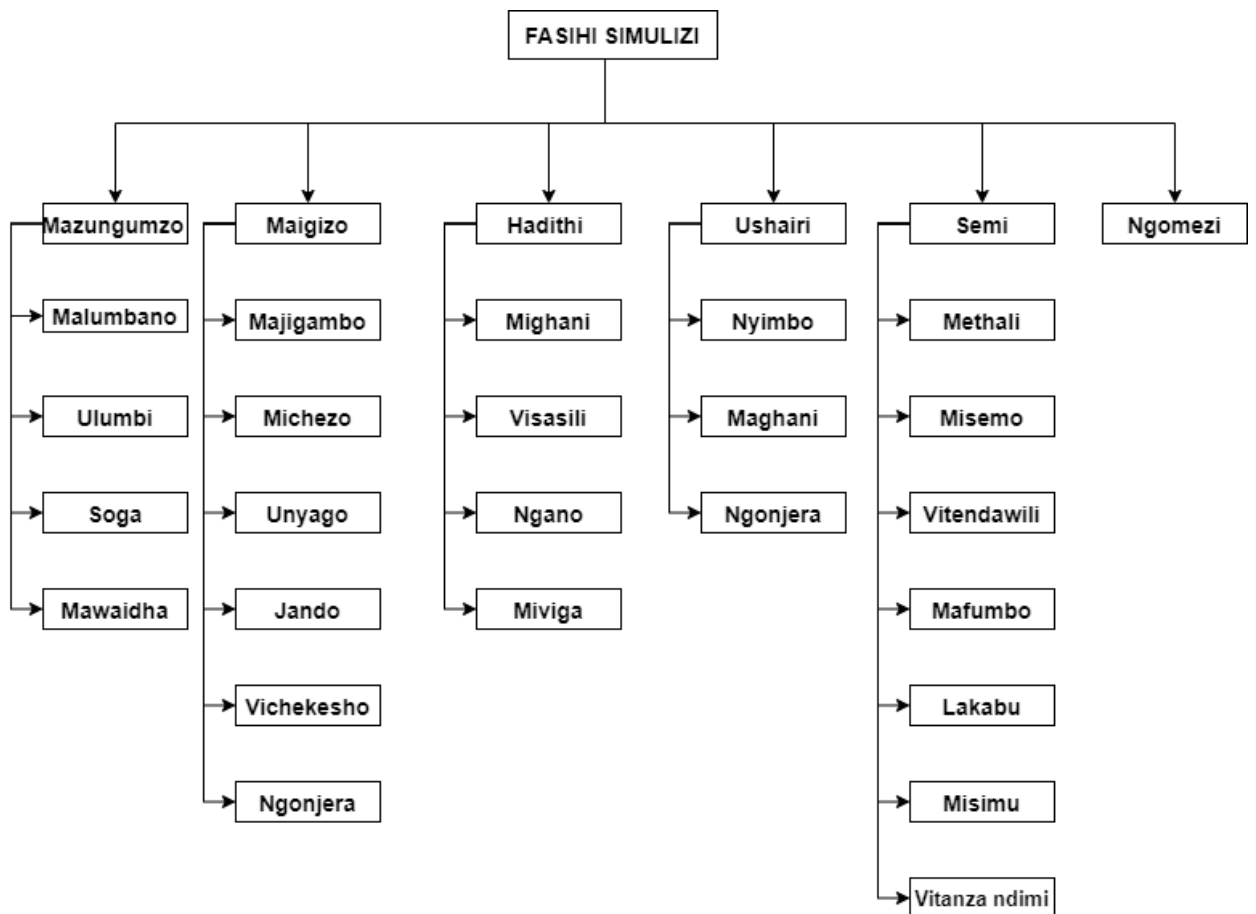 FASIHI SIMULIZI
Mazungumzo
Maigizo
Hadithi
Ushairi
Semi
Ngomezi
Malumbano
Majigambo
Mighani
Nyimbo
Methali
Ulumbi
Michezo
Visasili
Maghani
Misemo
Soga
Unyago
Ngano
Ngonjera
Vitendawili
Mawaidha
Jando
Miviga
Mafumbo
Vichekesho
Lakabu
Ngonjera
Misimu
Vitanza ndimi